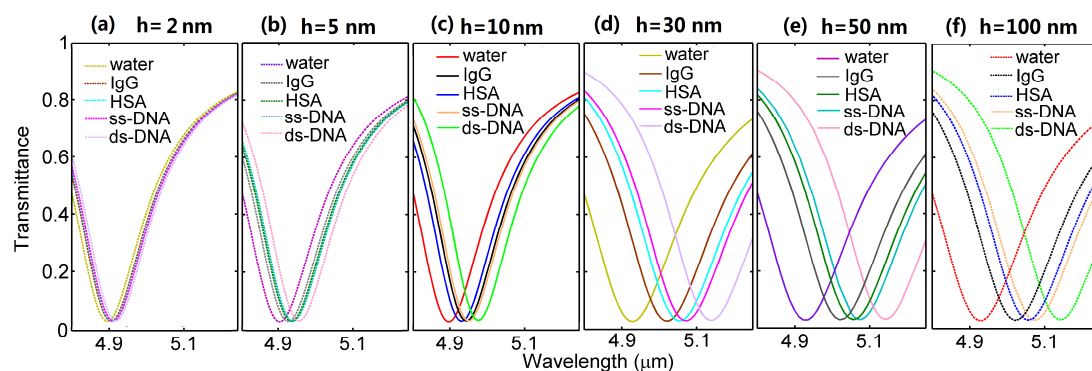 (a) h= 2 nm
water
IgG
HSA
ss-DNA
ds-DNA
(b) h=5 nm
water
IgG
HSA
ss-DNA
ds-DNA
(c) h=10 nm
water
IgG
HSA
ss-DNA
ds-DNA
(d) h=30 nm
water
IgG
HSA
ss-DNA
ds-DNA
(e) h=50 nm
water
IgG
HSA
ss-DNA
ds-DNA
(f) h=100 nm
water
IgG
HSA
ss-DNA
ds-DNA
Transmittance
1
0.8
0.6
0.4
0.2
0
4.9 5.1 4.9 5.1 4.9 5.1 4.9 5.1 4.9 5.1 4.9 5.1
Wavelength (μm)